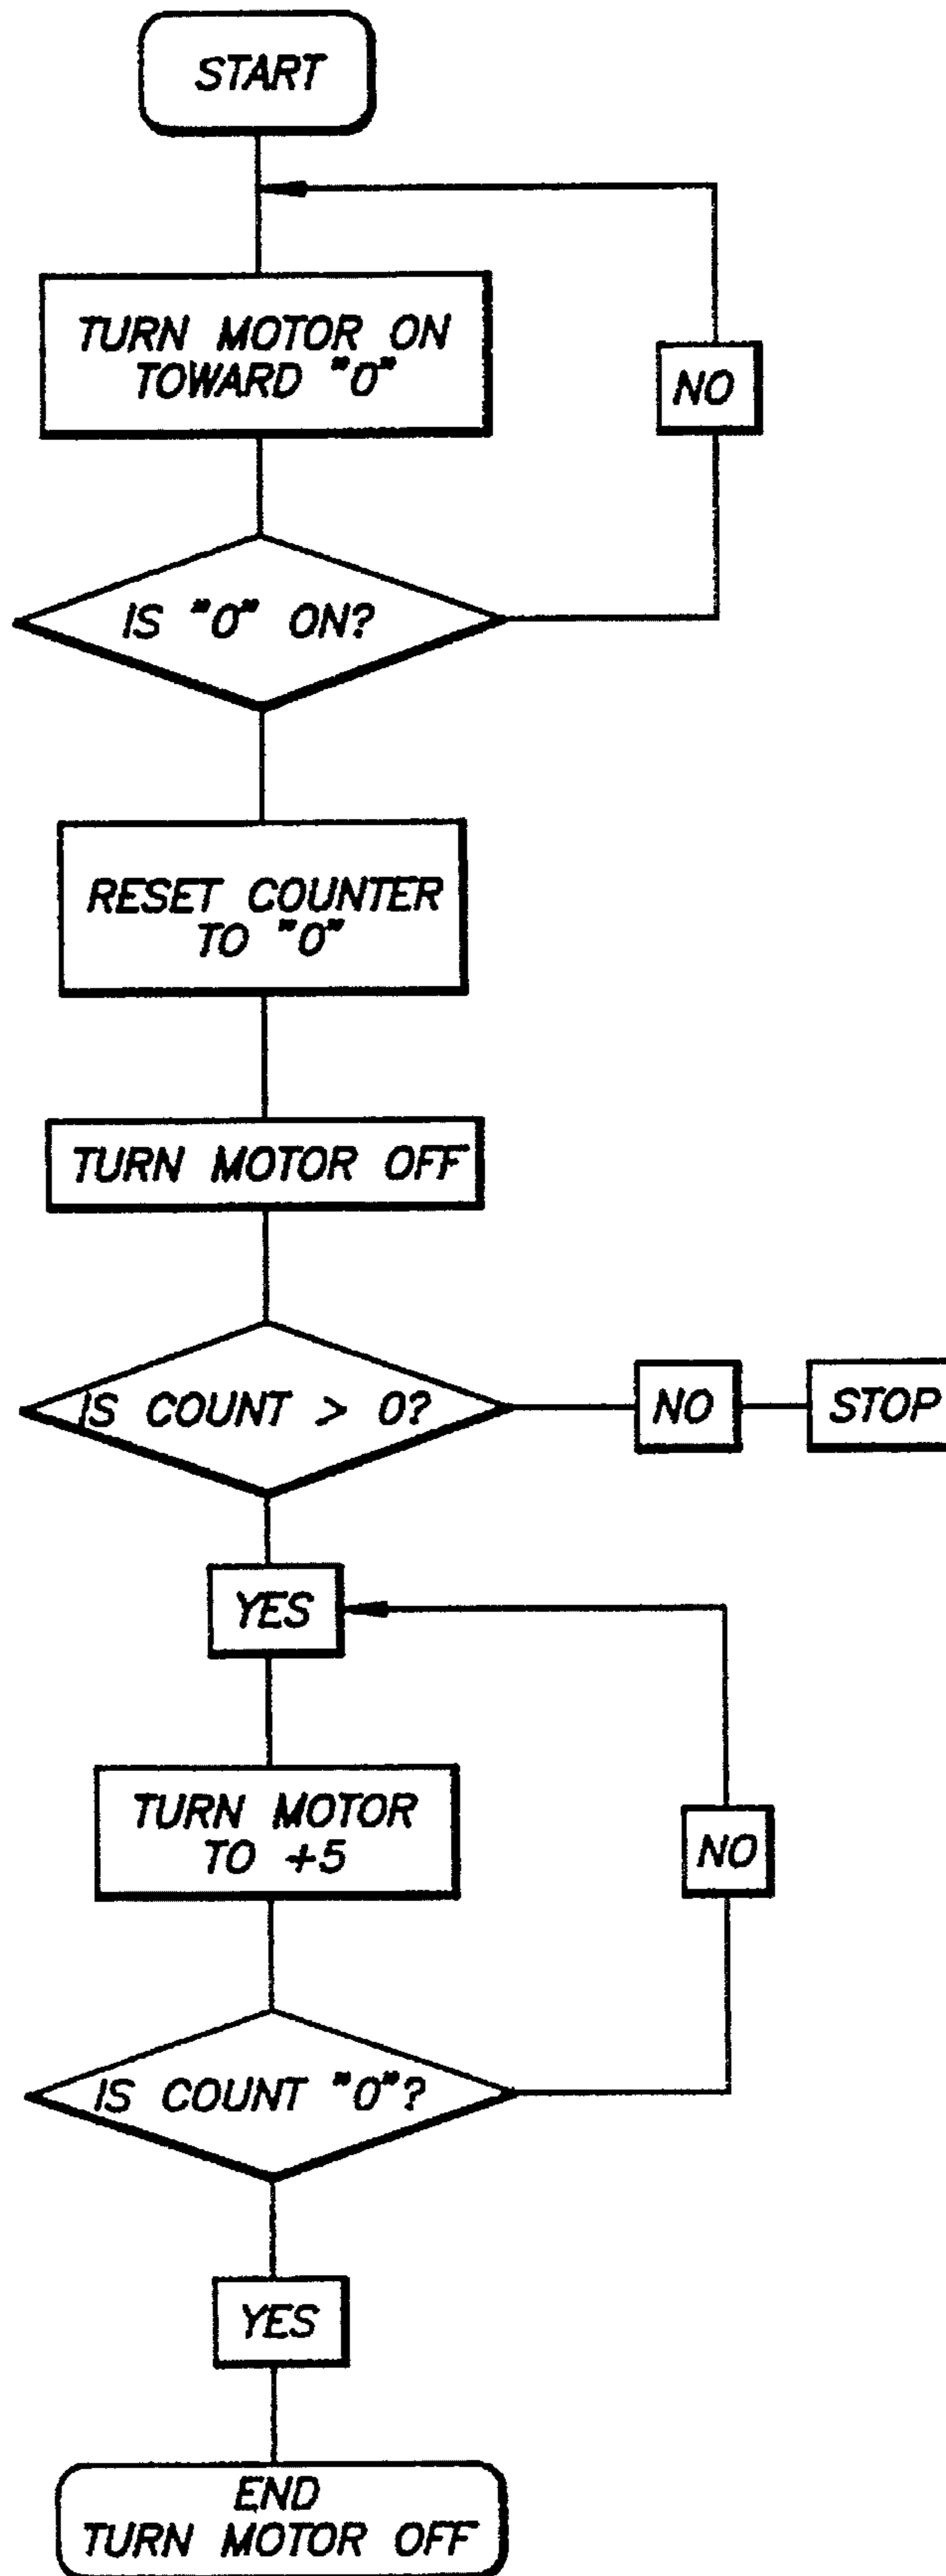 START
TURN MOTOR ON
TOWARD "0"
NO
IS "0" ON?
RESET COUNTER
TO "0"
TURN MOTOR OFF
IS COUNT > 0?
NO
STOP
YES
TURN MOTOR
TO +5
NO
IS COUNT "0"?
YES
END
TURN MOTOR OFF